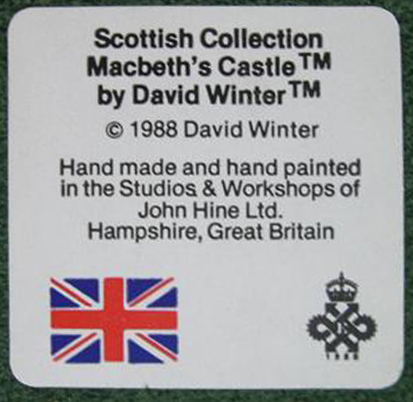 Scottish Collection
Macbeth's Castle™
by David Winter™
© 1988 David Winter
Hand made and hand painted
in the Studios & Workshops of
John Hine Ltd.
Hampshire, Great Britain